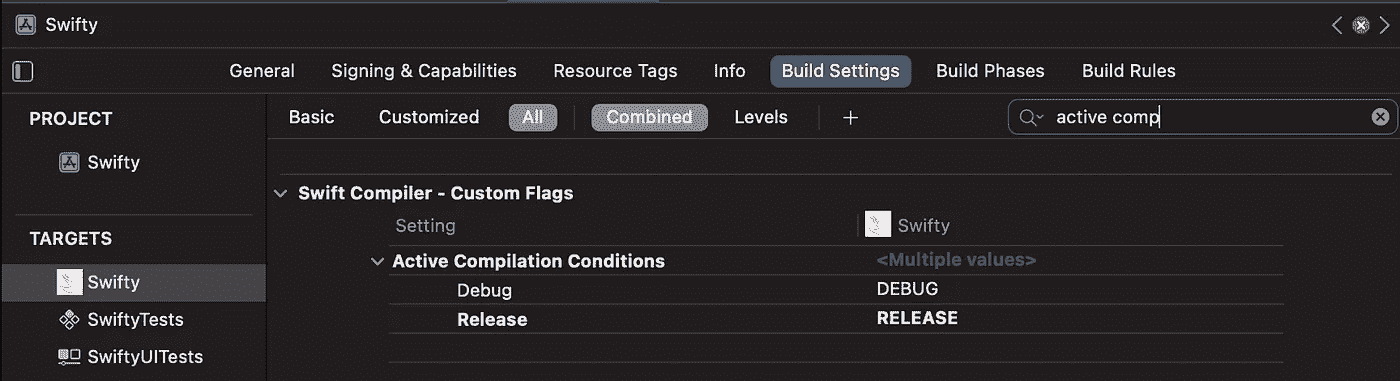 Swifty
General Signing & Capabilities Resource Tags Info Build Settings Build Phases Build Rules
PROJECT
Swifty
TARGETS
Swifty
SwiftyTests
SwiftyUITests
Basic Customized All Combined Levels + active comp
Swift Compiler - Custom Flags
Setting Swifty
Active Compilation Conditions <Multiple values>
Debug DEBUG
Release RELEASE